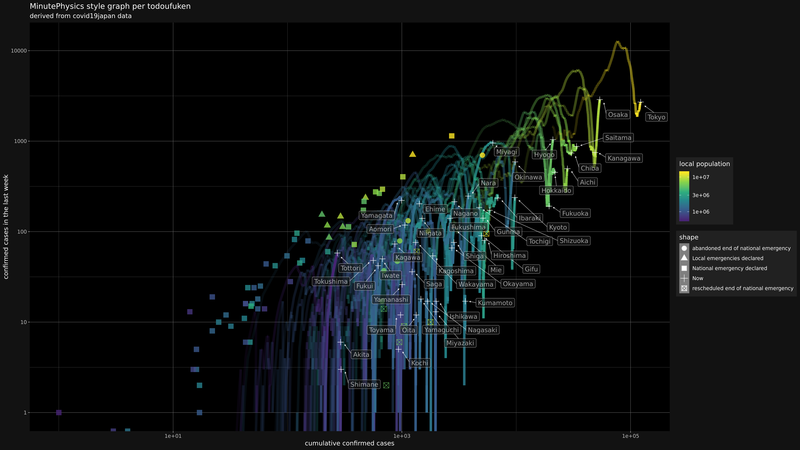 MinutePhysics style graph per todoufuken
derived from covid19japan data
10000
1000
100
10
1
confirmed cases in the last week
1e+01
1e+03
1e+05
cumulative confirmed cases
Osaka
Tokyo
Saitama
Miyagi
Hyogo
Kanagawa
Chiba
Okinawa
Aichi
Nara
Hokkaido
Ehime
Nagano
Fukuoka
Yamagata
Ibaraki
Aomori
Fukushima
Kyoto
Niigata
Gunma
Tochigi
Shizuoka
Kagawa
Shiga
Hiroshima
Tottori
Kagoshima
Mie
Gifu
Tokushima
Iwate
Fukui
Saga
Wakayama
Okayama
Yamanashi
Kumamoto
Ishikawa
Toyama
Oita
Yamaguchi
Nagasaki
Miyazaki
Akita
Kochi
Shimane
local population
1e+07
3e+06
1e+06
shape
abandoned end of national emergency
Local emergencies declared
National emergency declared
Now
rescheduled end of national emergency